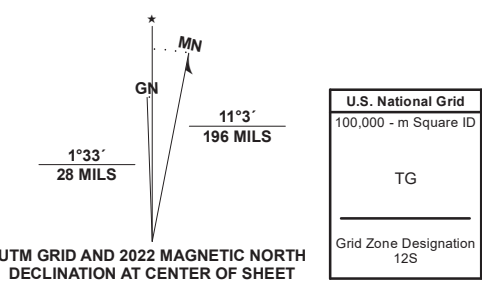 ★
MN
GN
11°3´
196 MILS
1°33´
28 MILS
UTM GRID AND 2022 MAGNETIC NORTH
DECLINATION AT CENTER OF SHEET
U.S. National Grid
100,000 - m Square ID
TG
Grid Zone Designation
12S